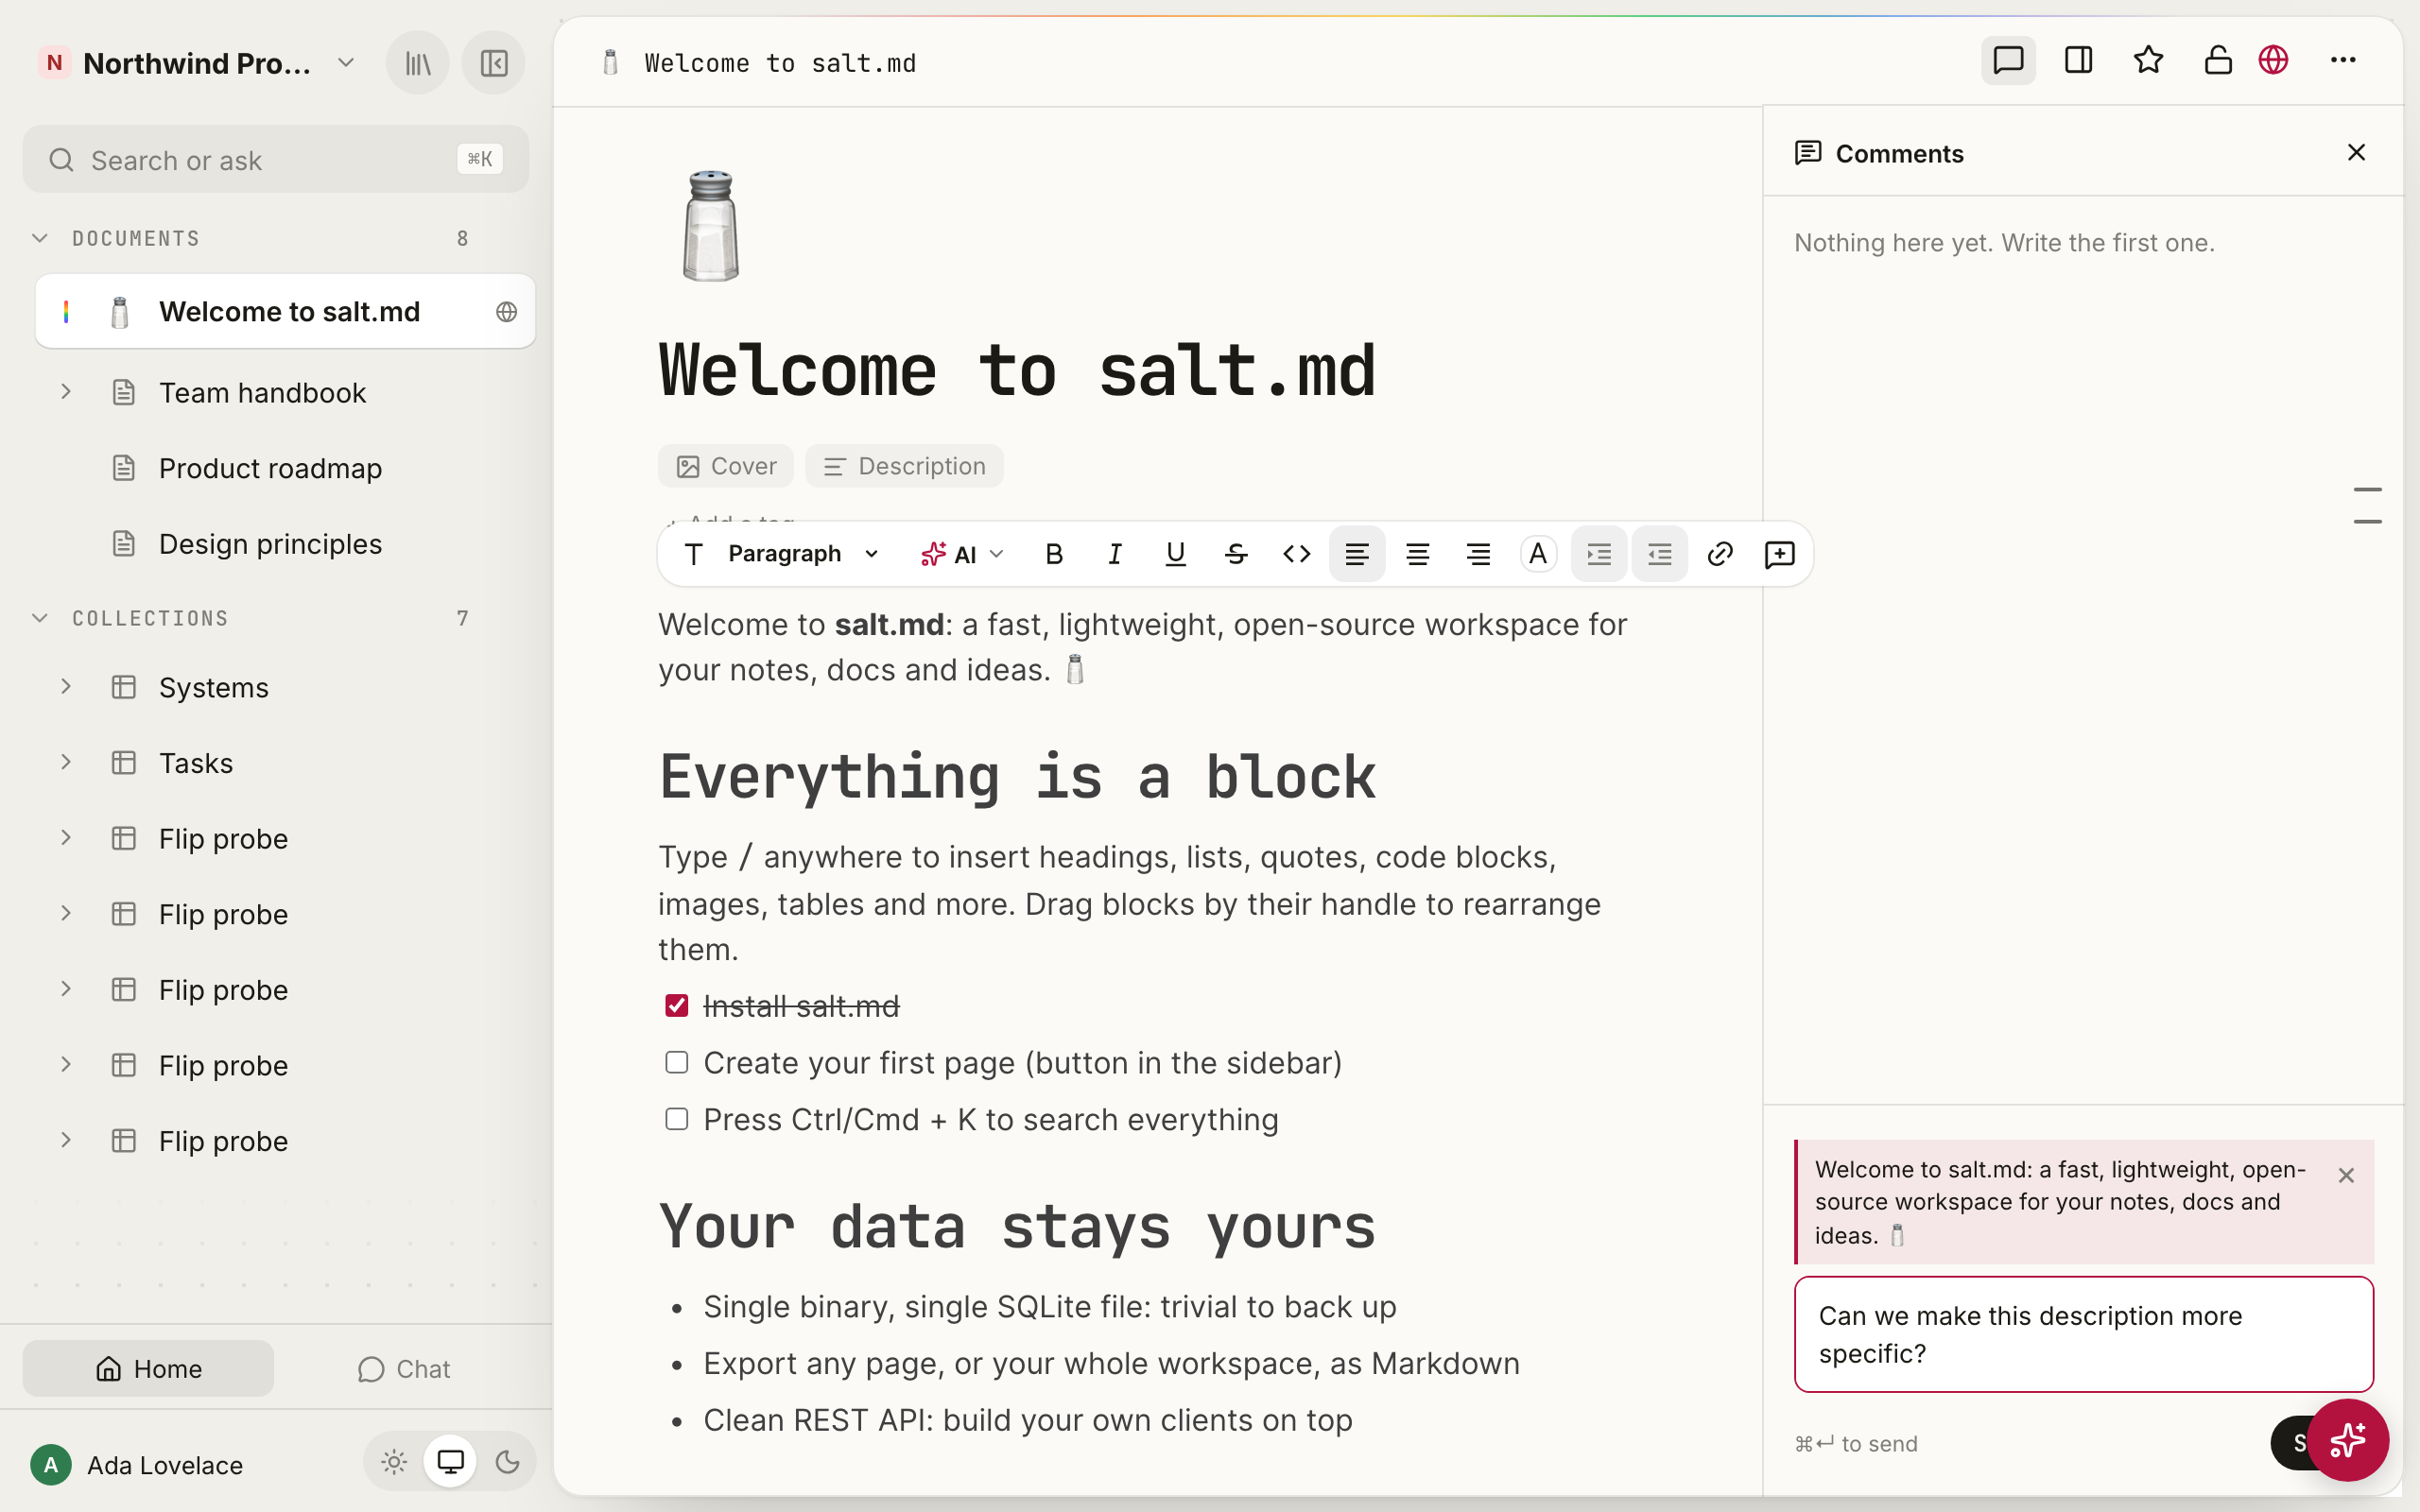 N Northwind Pro...
Search or ask ⌘K
DOCUMENTS 8
Welcome to salt.md
Team handbook
Product roadmap
Design principles
COLLECTIONS 7
Systems
Tasks
Flip probe
Flip probe
Flip probe
Flip probe
Flip probe
Home Chat
A Ada Lovelace
Welcome to salt.md
Welcome to salt.md
Cover Description
Add a tag
T Paragraph AI B I U S A
Welcome to salt.md: a fast, lightweight, open-source workspace for
your notes, docs and ideas.
Everything is a block
Type / anywhere to insert headings, lists, quotes, code blocks,
images, tables and more. Drag blocks by their handle to rearrange
them.
Install salt.md
Create your first page (button in the sidebar)
Press Ctrl/Cmd + K to search everything
Your data stays yours
• Single binary, single SQLite file: trivial to back up
• Export any page, or your whole workspace, as Markdown
• Clean REST API: build your own clients on top
Comments
Nothing here yet. Write the first one.
Welcome to salt.md: a fast, lightweight, open-
source workspace for your notes, docs and
ideas.
Can we make this description more
specific?
⌘↵ to send